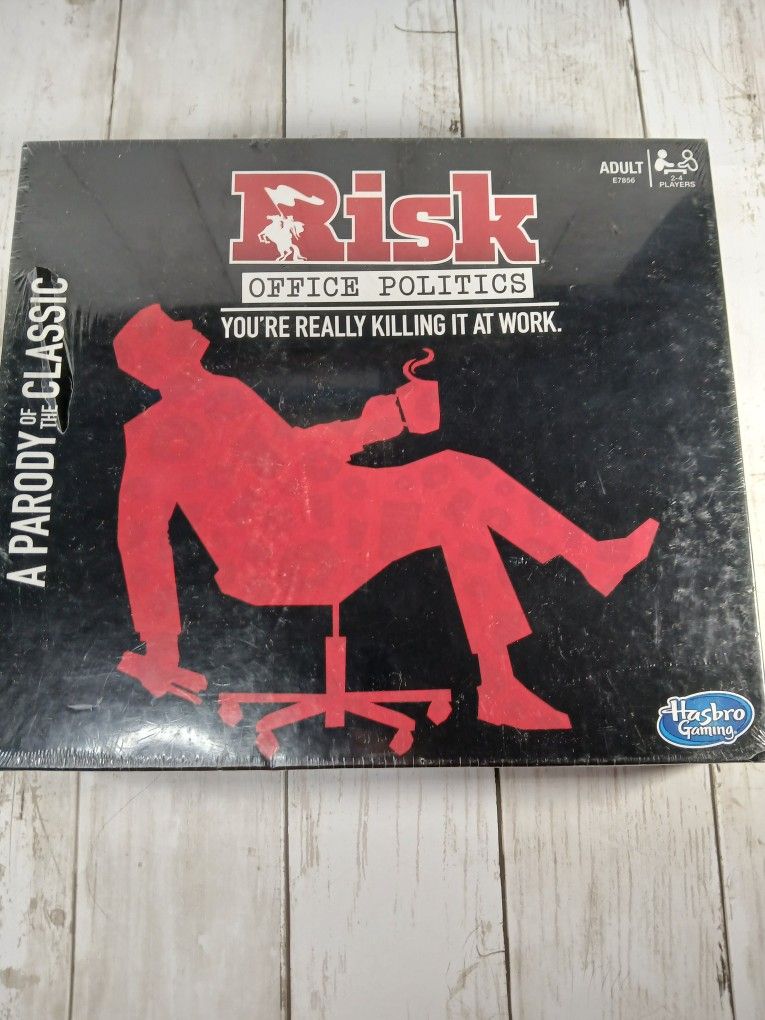 Risk
OFFICE POLITICS
YOU'RE REALLY KILLING IT AT WORK.
ADULT
E7856
2-4
PLAYERS
A PARODY OF THE CLASSIC
Hasbro
Gaming